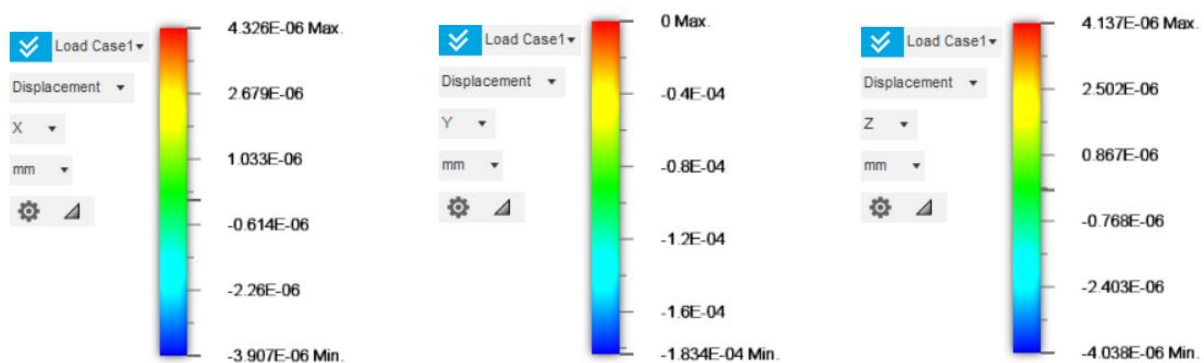 Load Case1
Displacement
X
mm
4.326E-06 Max.
2.679E-06
1.033E-06
-0.614E-06
-2.26E-06
-3.907E-06 Min.
Load Case1
Displacement
Y
mm
0 Max.
-0.4E-04
-0.8E-04
-1.2E-04
-1.6E-04
-1.834E-04 Min.
Load Case1
Displacement
Z
mm
4.137E-06 Max.
2.502E-06
0.867E-06
-0.768E-06
-2.403E-06
-4.038E-06 Min.